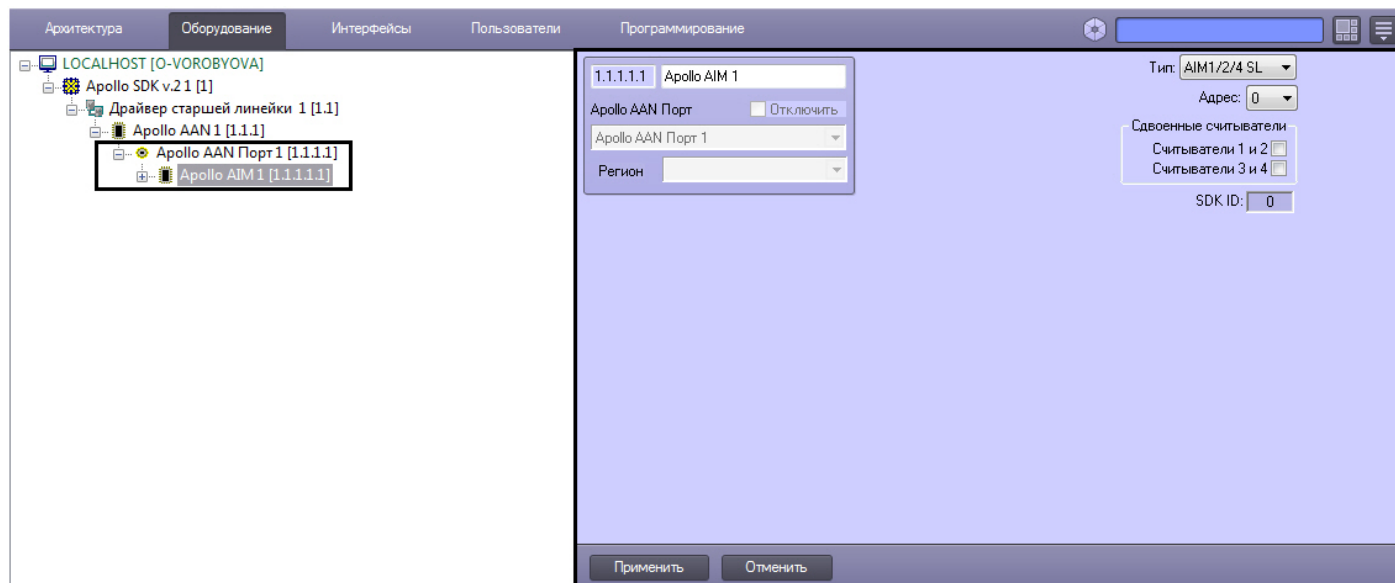 Архитектура Оборудование Интерфейсы Пользователи Программирование
LOCALHOST [O-VOROBYOVA]
Apollo SDK v.2 1 [1]
Драйвер старшей линейки 1 [1.1]
Apollo AAN 1 [1.1.1]
Apollo AAN Порт 1 [1.1.1.1]
Apollo AIM 1 [1.1.1.1.1]
1.1.1.1.1 Apollo AIM 1
Apollo AAN Порт Отключить
Apollo AAN Порт 1
Регион
Тип: AIM1/2/4 SL
Адрес: 0
Сдвоенные считыватели
Считыватели 1 и 2
Считыватели 3 и 4
SDK ID: 0
Применить Отменить